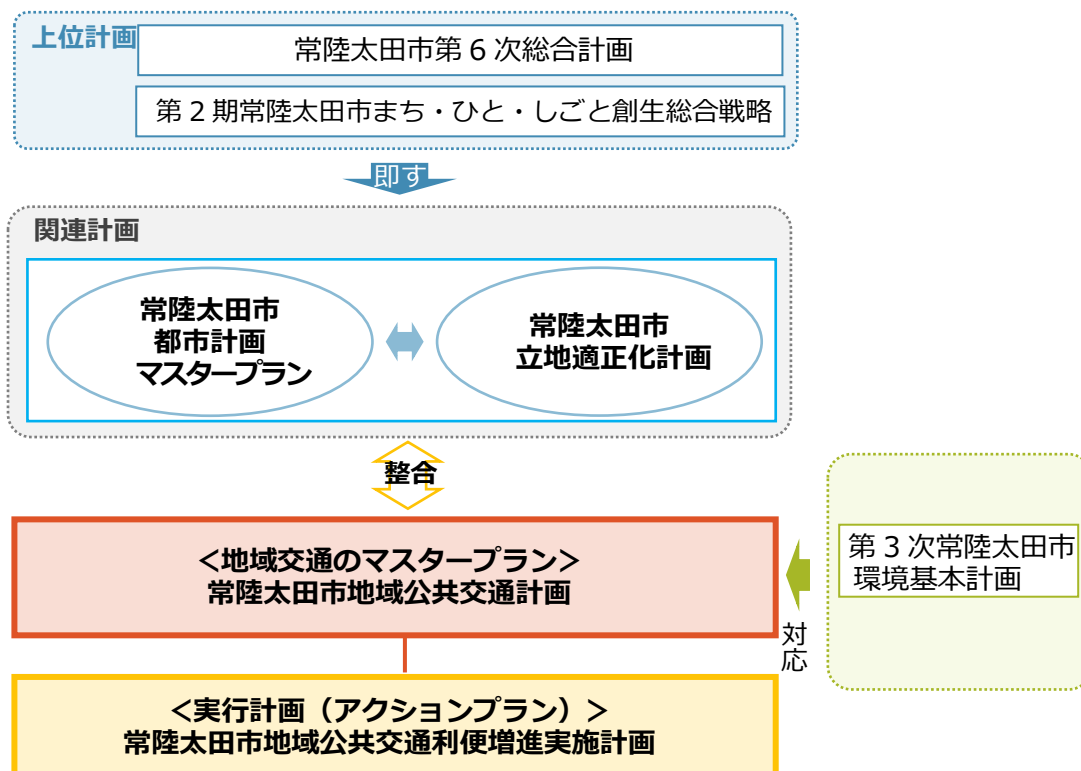 上位計画
常陸太田市第6次総合計画
第2期常陸太田市まち・ひと・しごと創生総合戦略
即す
関連計画
常陸太田市
都市計画
マスタープラン
常陸太田市
立地適正化計画
整合
<地域交通のマスタープラン>
常陸太田市地域公共交通計画
第3次常陸太田市
環境基本計画
対応
<実行計画(アクションプラン)>
常陸太田市地域公共交通利便増進実施計画